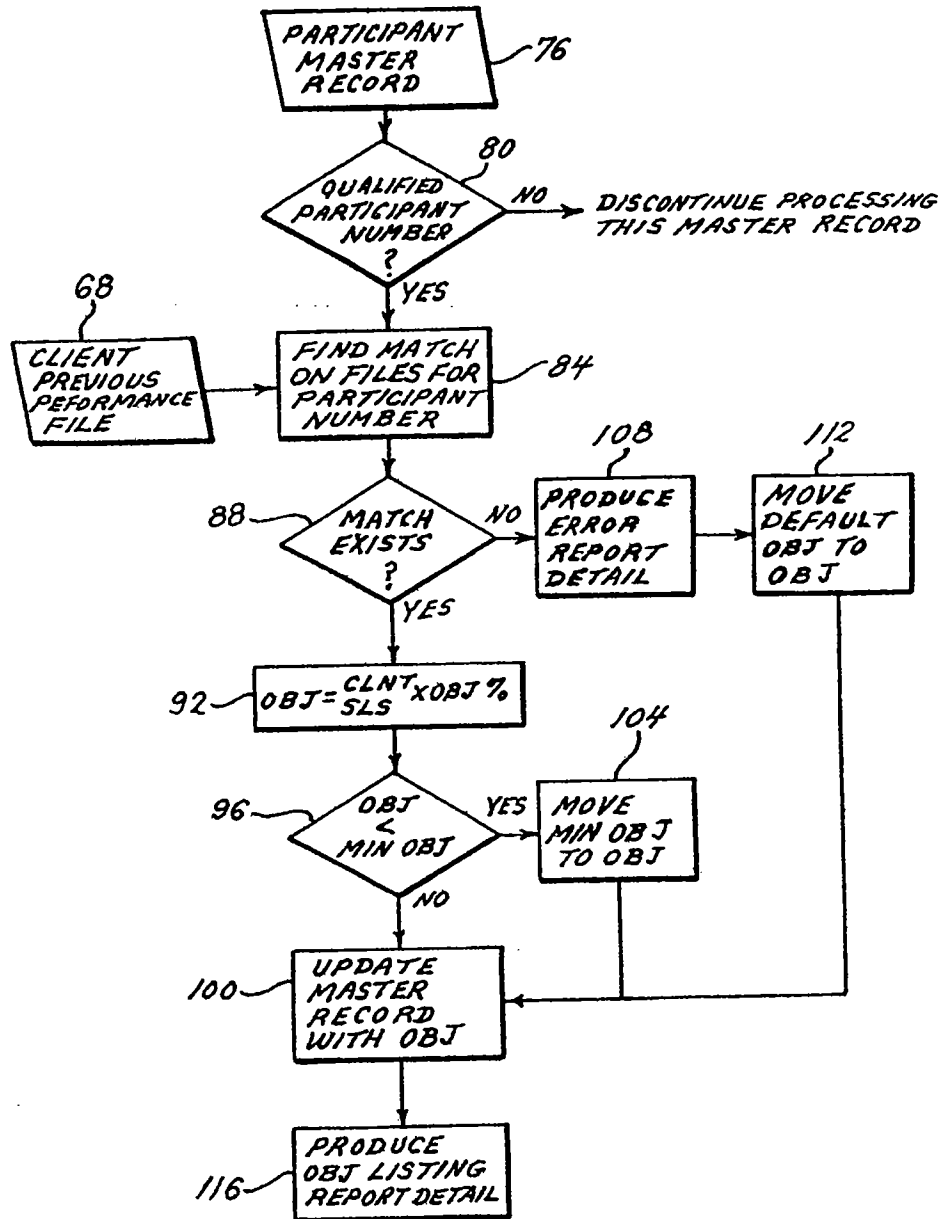 PARTICIPANT
MASTER
RECORD
76
80
QUALIFIED
PARTICIPANT
NUMBER
?
NO
DISCONTINUE PROCESSING
THIS MASTER RECORD
YES
68
CLIENT
PREVIOUS
PEFORMANCE
FILE
FIND MATCH
ON FILES FOR
PARTICIPANT
NUMBER
84
88
MATCH
EXISTS
?
NO
108
PRODUCE
ERROR
REPORT
DETAIL
112
MOVE
DEFAULT
OBJ TO
OBJ
YES
92
OBJ = CLNT SLS X OBJ %
96
OBJ
<
MIN OBJ
YES
104
MOVE
MIN OBJ
TO OBJ
NO
100
UPDATE
MASTER
RECORD
WITH OBJ
116
PRODUCE
OBJ LISTING
REPORT DETAIL